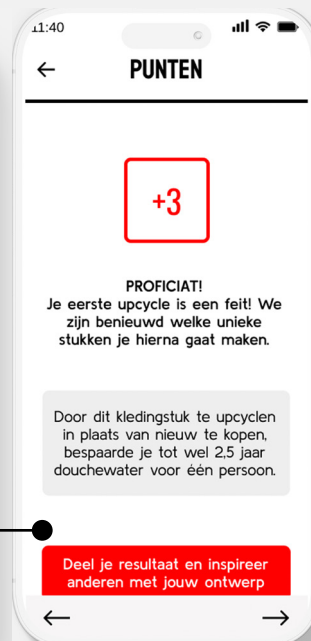 11:40
PUNTEN
+3
PROFICIAT!
Je eerste upcycle is een feit! We
zijn benieuwd welke unieke
stukken je hierna gaat maken.
Door dit kledingstuk te upcyclen
in plaats van nieuw te kopen,
bespaarde je tot wel 2,5 jaar
douchewater voor één persoon.
Deel je resultaat en inspireer
anderen met jouw ontwerp